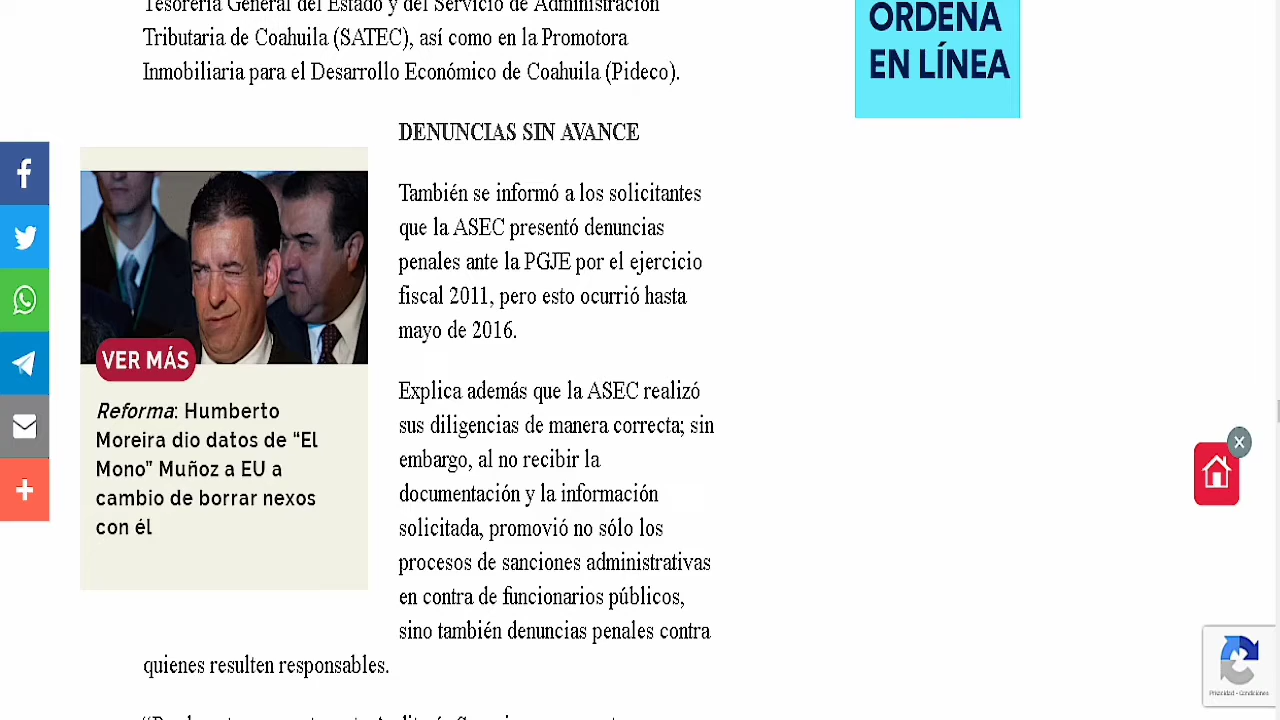 Tesorería General del Estado y del Servicio de Administración
Tributaria de Coahuila (SATEC), así como en la Promotora
Inmobiliaria para el Desarrollo Económico de Coahuila (Pideco).
ORDENA
EN LÍNEA
DENUNCIAS SIN AVANCE
También se informó a los solicitantes
que la ASEC presentó denuncias
penales ante la PGJE por el ejercicio
fiscal 2011, pero esto ocurrió hasta
mayo de 2016.
VER MÁS
Reforma: Humberto
Moreira dio datos de “El
Mono” Muñoz a EU a
cambio de borrar nexos
con él
Explica además que la ASEC realizó
sus diligencias de manera correcta; sin
embargo, al no recibir la
documentación y la información
solicitada, promovió no sólo los
procesos de sanciones administrativas
en contra de funcionarios públicos,
sino también denuncias penales contra
quienes resulten responsables.
Privacidad - Condiciones